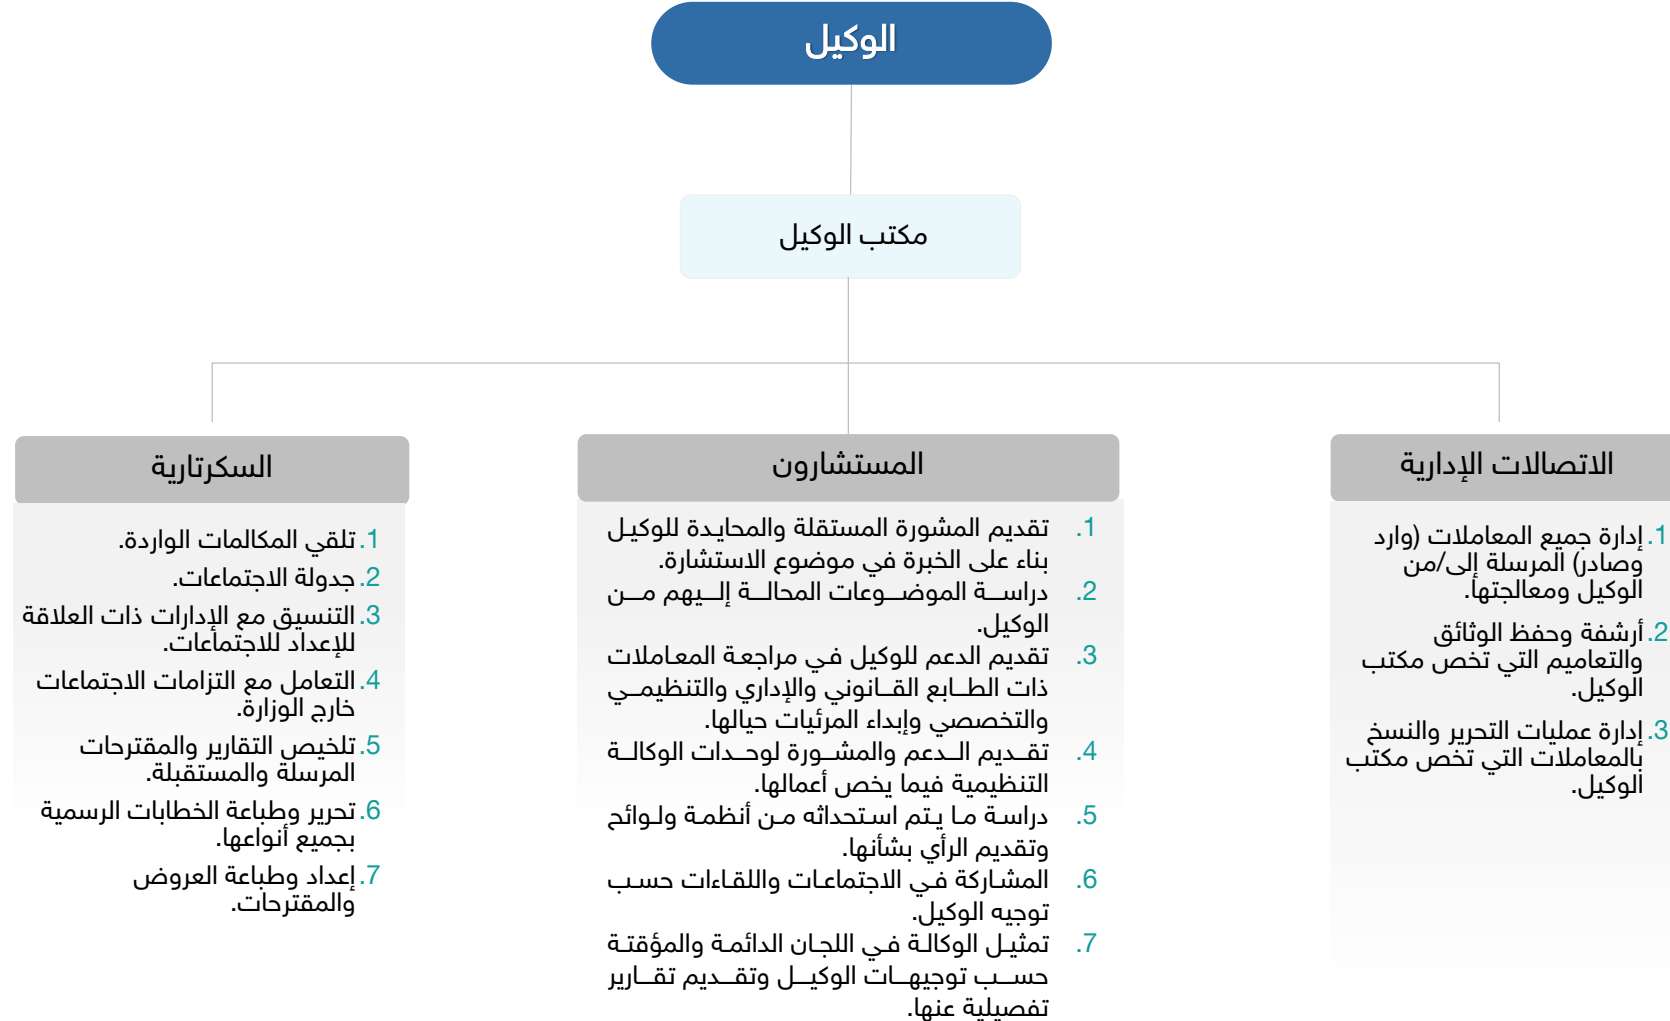 الوكيل
مكتب الوكيل
الاتصالات الإدارية
1. إدارة جميع المعاملات (وارد
وصادر) المرسلة إلى/من
الوكيل ومعالجتها.
2. أرشفة وحفظ الوثائق
والتعاميم التي تخص مكتب
الوكيل.
3. إدارة عمليات التحرير والنسخ
بالمعاملات التي تخص مكتب
الوكيل.
المستشارون
1. تقديم المشورة المستقلة والمحايدة للوكيل
بناء على الخبرة في موضوع الاستشارة.
2. دراسة الموضوعات المحالة إليهم من
الوكيل.
3. تقديم الدعم للوكيل في مراجعة المعاملات
ذات الطابع القانوني والإداري والتنظيمي
والتخصصي وإبداء المرئيات حيالها.
4. تقديم الدعم والمشورة لوحدات الوكالة
التنظيمية فيما يخص أعمالها.
5. دراسة ما يتم استحداثه من أنظمة ولوائح
وتقديم الرأي بشأنها.
6. المشاركة في الاجتماعات واللقاءات حسب
توجيه الوكيل.
7. تمثيل الوكالة في اللجان الدائمة والمؤقتة
حسب توجيهات الوكيل وتقديم تقارير
تفصيلية عنها.
السكرتارية
1. تلقي المكالمات الواردة.
2. جدولة الاجتماعات.
3. التنسيق مع الإدارات ذات العلاقة
للإعداد للاجتماعات.
4. التعامل مع التزامات الاجتماعات
خارج الوزارة.
5. تلخيص التقارير والمقترحات
المرسلة والمستقبلة.
6. تحرير وطباعة الخطابات الرسمية
بجميع أنواعها.
7. إعداد وطباعة العروض
والمقترحات.